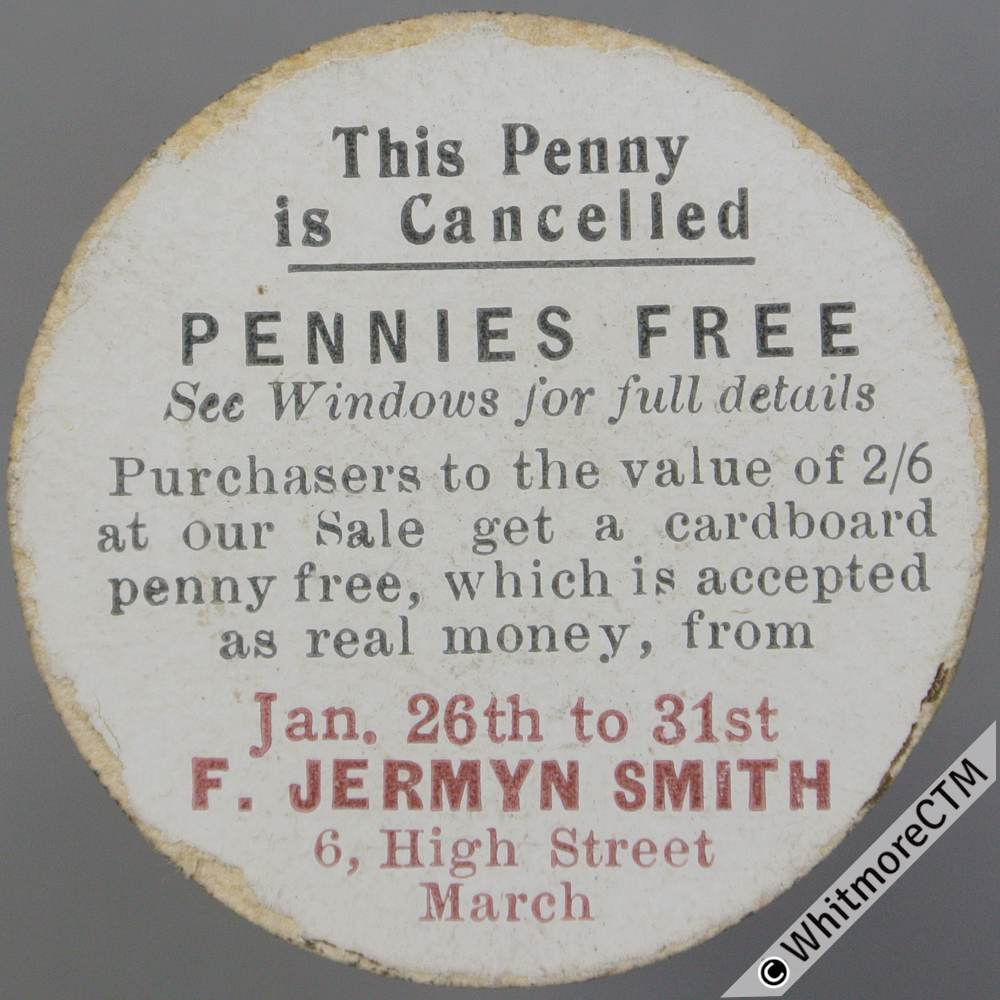 This Penny
is Cancelled
PENNIES FREE
See Windows for full details
Purchasers to the value of 2/6
at our Sale get a cardboard
penny free, which is accepted
as real money, from
Jan. 26th to 31st
F. JERMYN SMITH
6, High Street
March
© WhitmoreCTM